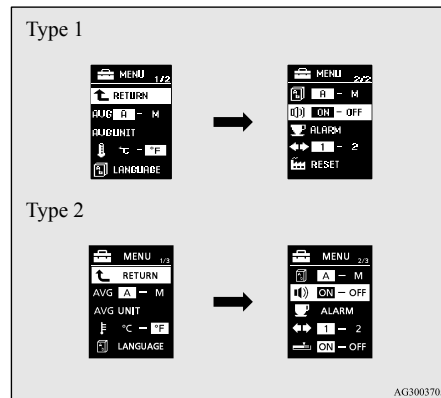 Type 1
MENU 1/2
RETURN
AVG A - M
AVG UNIT
°C - °F
LANGUAGE
MENU 2/2
A - M
ON - OFF
ALARM
1 - 2
RESET
Type 2
MENU 1/3
RETURN
AVG A - M
AVG UNIT
°C - °F
LANGUAGE
MENU 2/3
A - M
ON - OFF
ALARM
1 - 2
ON - OFF